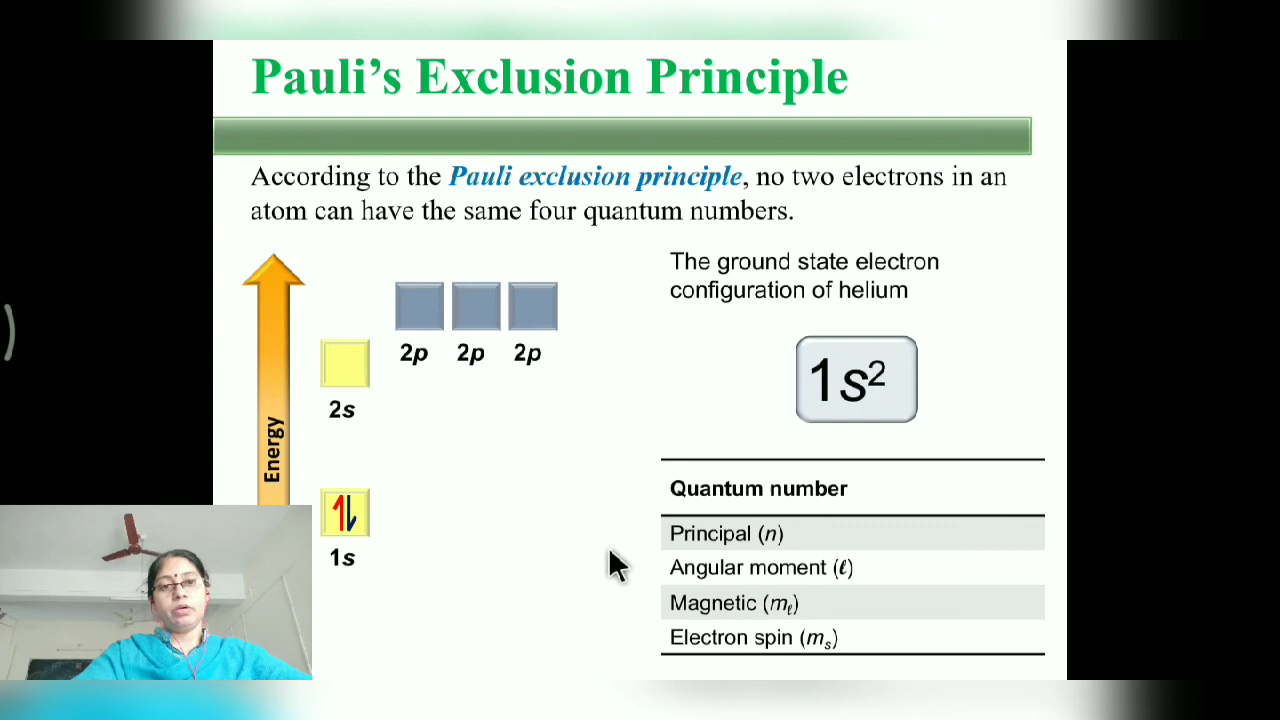 Pauli's Exclusion Principle
According to the Pauli exclusion principle, no two electrons in an
atom can have the same four quantum numbers.
Energy
2p 2p 2p
2s
1s
The ground state electron
configuration of helium
1s²
Quantum number
Principal (n)
Angular moment (ℓ)
Magnetic (mℓ)
Electron spin (mₛ)